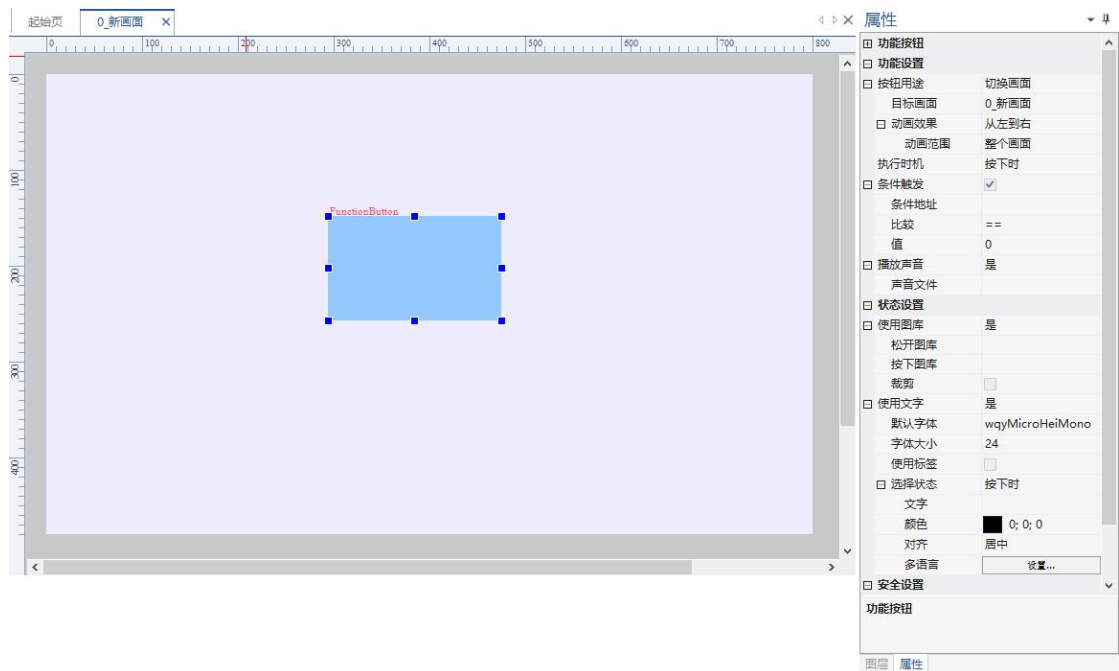 起始页 0_新画面
0 100 200 300 400 500 600 700 800
0
100
200
300
400
FunctionButton
属性
功能按钮
功能设置
按钮用途 切换画面
目标画面 0_新画面
动画效果 从左到右
动画范围 整个画面
执行时机 按下时
条件触发
条件地址
比较 ==
值 0
播放声音 是
声音文件
状态设置
使用图库 是
松开图库
按下图库
裁剪
使用文字 是
默认字体 wqyMicroHeiMono
字体大小 24
使用标签
选择状态 按下时
文字
颜色 0; 0; 0
对齐 居中
多语言 设置...
安全设置
功能按钮
图层 属性